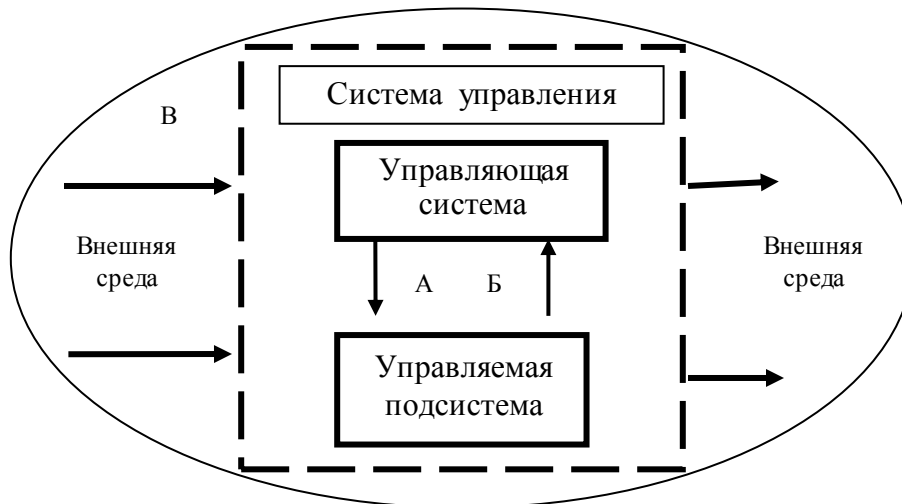 Система управления
В
Управляющая
система
Внешняя
среда
А Б
Внешняя
среда
Управляемая
подсистема